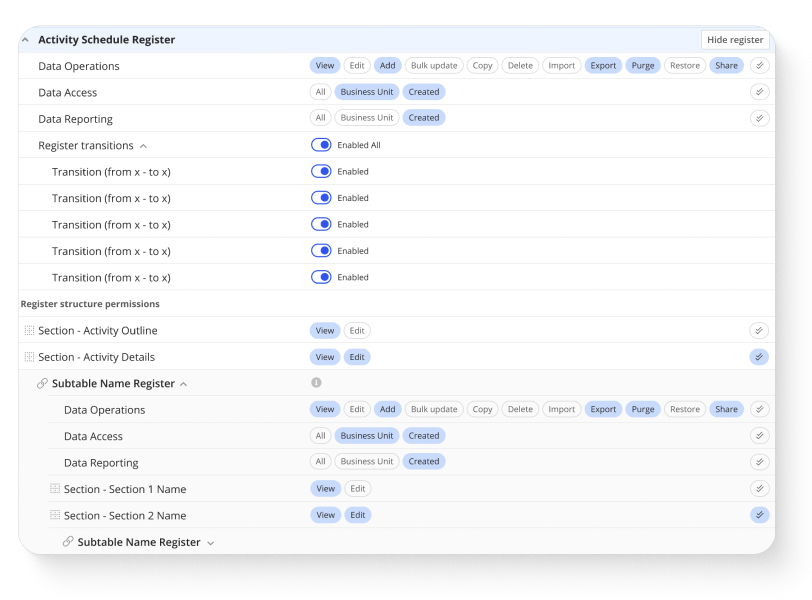 Activity Schedule Register Hide register
Data Operations View Edit Add Bulk update Copy Delete Import Export Purge Restore Share
Data Access All Business Unit Created
Data Reporting All Business Unit Created
Register transitions Enabled All
Transition (from x - to x) Enabled
Transition (from x - to x) Enabled
Transition (from x - to x) Enabled
Transition (from x - to x) Enabled
Transition (from x - to x) Enabled
Register structure permissions
Section - Activity Outline View Edit
Section - Activity Details View Edit
Subtable Name Register
Data Operations View Edit Add Bulk update Copy Delete Import Export Purge Restore Share
Data Access All Business Unit Created
Data Reporting All Business Unit Created
Section - Section 1 Name View Edit
Section - Section 2 Name View Edit
Subtable Name Register